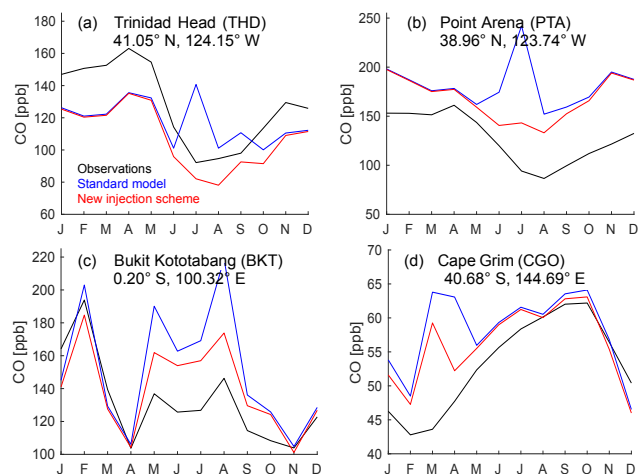 (a) Trinidad Head (THD)
41.05° N, 124.15° W
CO [ppb]
180
160
140
120
100
80
60
Observations
Standard model
New injection scheme
J F M A M J J A S O N D
(b) Point Arena (PTA)
38.96° N, 123.74° W
CO [ppb]
250
200
150
100
50
J F M A M J J A S O N D
(c) Bukit Kototabang (BKT)
0.20° S, 100.32° E
CO [ppb]
220
200
180
160
140
120
100
J F M A M J J A S O N D
(d) Cape Grim (CGO)
40.68° S, 144.69° E
CO [ppb]
70
65
60
55
50
45
40
J F M A M J J A S O N D